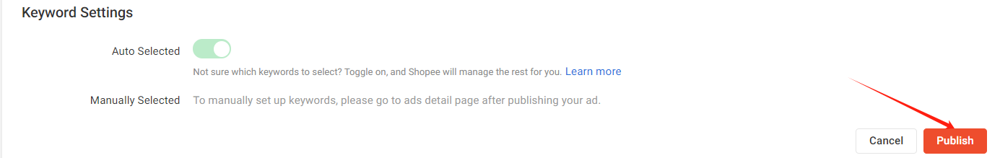 Keyword Settings
Auto Selected
Not sure which keywords to select? Toggle on, and Shopee will manage the rest for you. Learn more
Manually Selected To manually set up keywords, please go to ads detail page after publishing your ad.
Cancel Publish